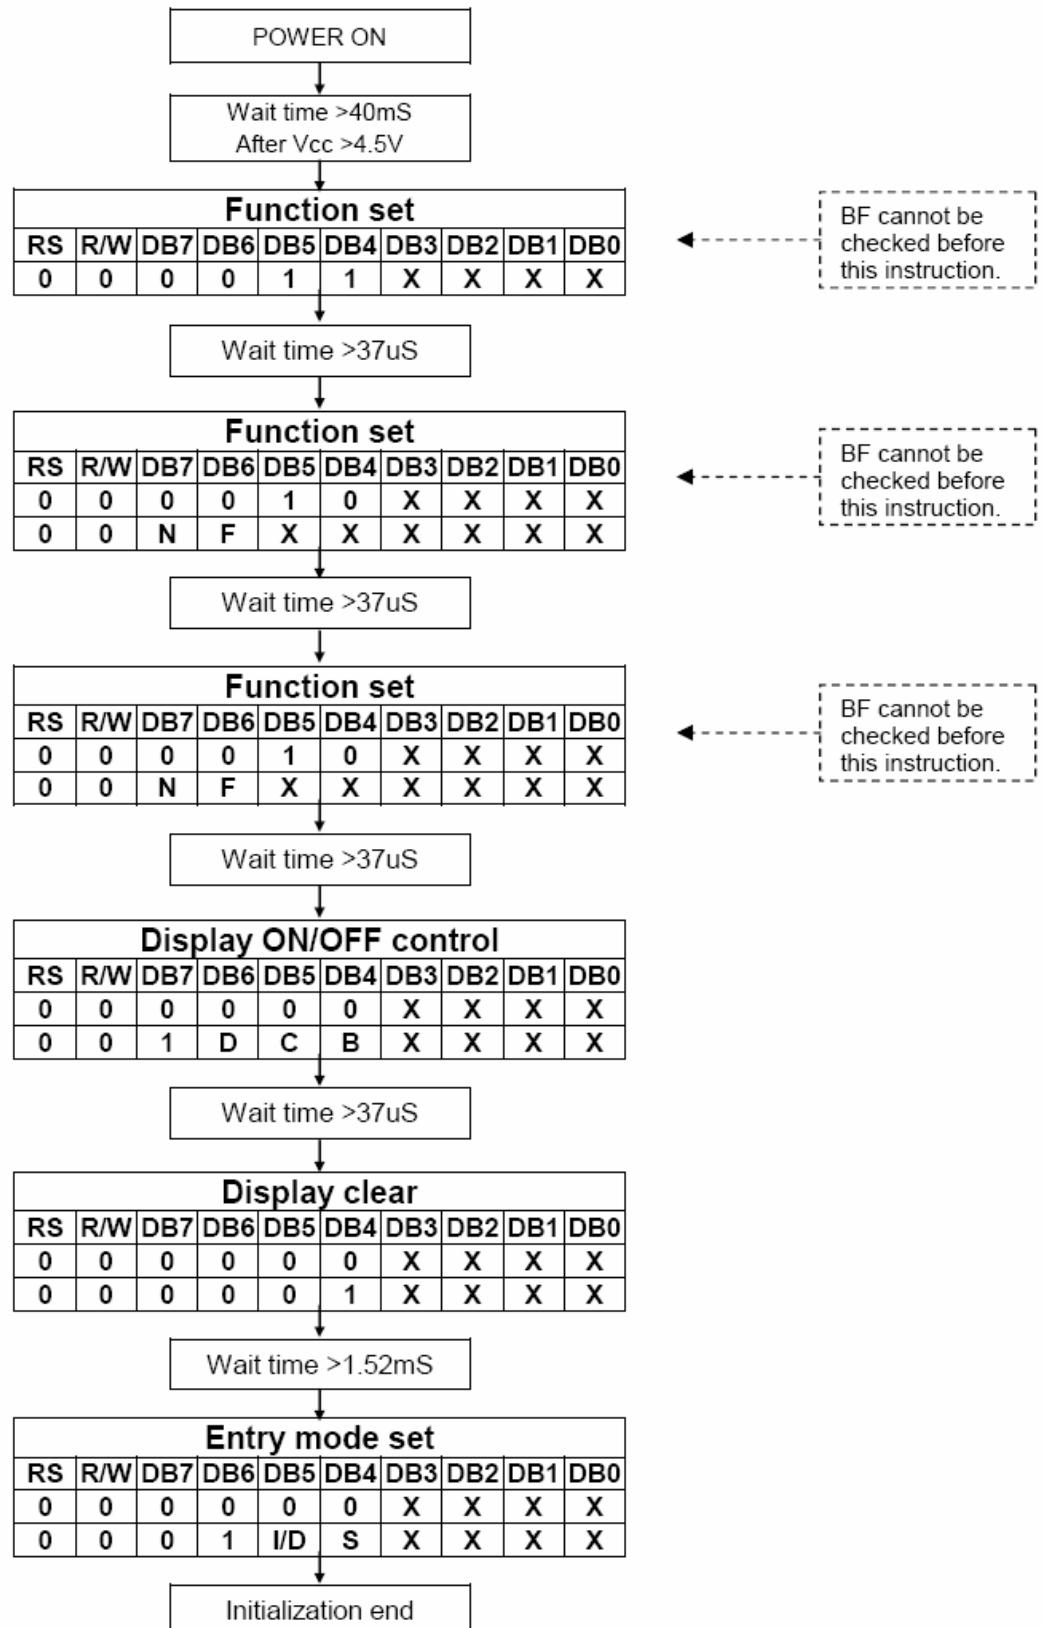 POWER ON
Wait time >40mS
After Vcc >4.5V
Function set
RS R/W DB7 DB6 DB5 DB4 DB3 DB2 DB1 DB0
0 0 0 0 1 1 X X X X
BF cannot be
checked before
this instruction.
Wait time >37uS
Function set
RS R/W DB7 DB6 DB5 DB4 DB3 DB2 DB1 DB0
0 0 0 0 1 0 X X X X
0 0 N F X X X X X X
BF cannot be
checked before
this instruction.
Wait time >37uS
Function set
RS R/W DB7 DB6 DB5 DB4 DB3 DB2 DB1 DB0
0 0 0 0 1 0 X X X X
0 0 N F X X X X X X
BF cannot be
checked before
this instruction.
Wait time >37uS
Display ON/OFF control
RS R/W DB7 DB6 DB5 DB4 DB3 DB2 DB1 DB0
0 0 0 0 0 0 X X X X
0 0 1 D C B X X X X
Wait time >37uS
Display clear
RS R/W DB7 DB6 DB5 DB4 DB3 DB2 DB1 DB0
0 0 0 0 0 0 X X X X
0 0 0 0 0 1 X X X X
Wait time >1.52mS
Entry mode set
RS R/W DB7 DB6 DB5 DB4 DB3 DB2 DB1 DB0
0 0 0 0 0 0 X X X X
0 0 0 1 I/D S X X X X
Initialization end